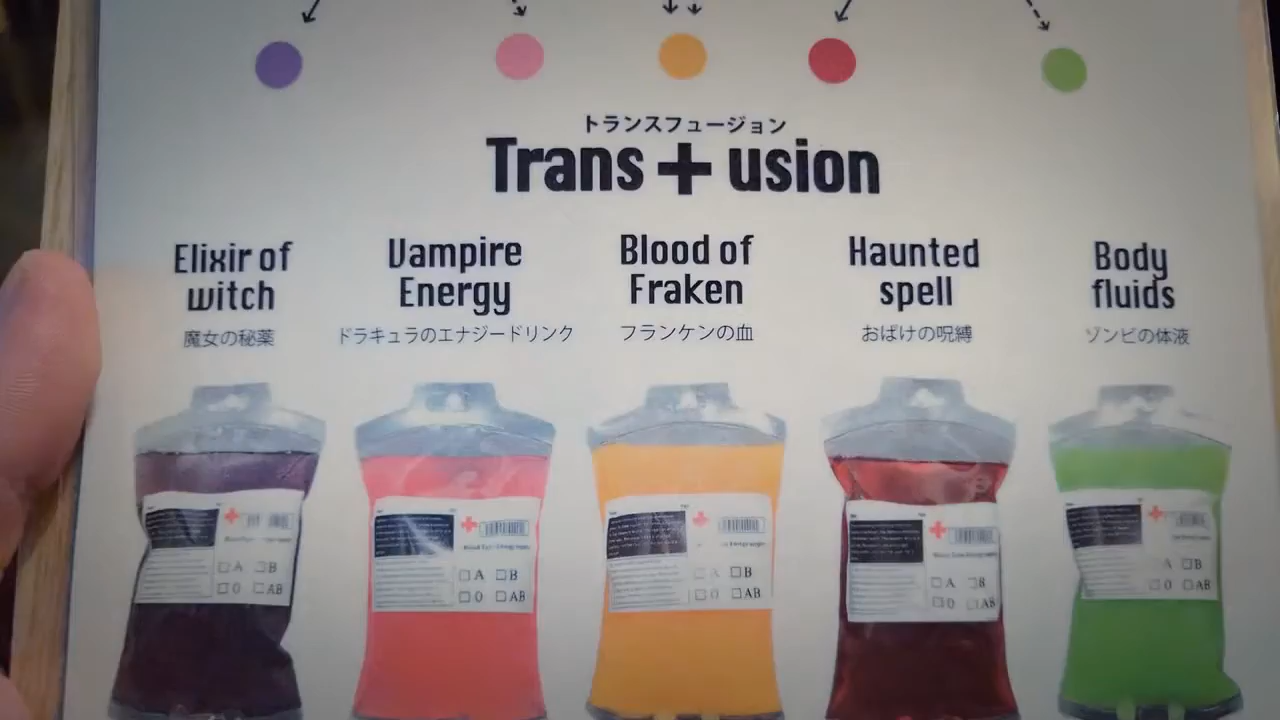 トランスフュージョン
Trans+usion
Elixir of
witch
魔女の秘薬
Vampire
Energy
ドラキュラのエナジードリンク
Blood of
Fraken
フランケンの血
Haunted
spell
おばけの呪縛
Body
fluids
ゾンビの体液
A B
O AB
A B
O AB
A B
O AB
A B
O AB
A B
O AB